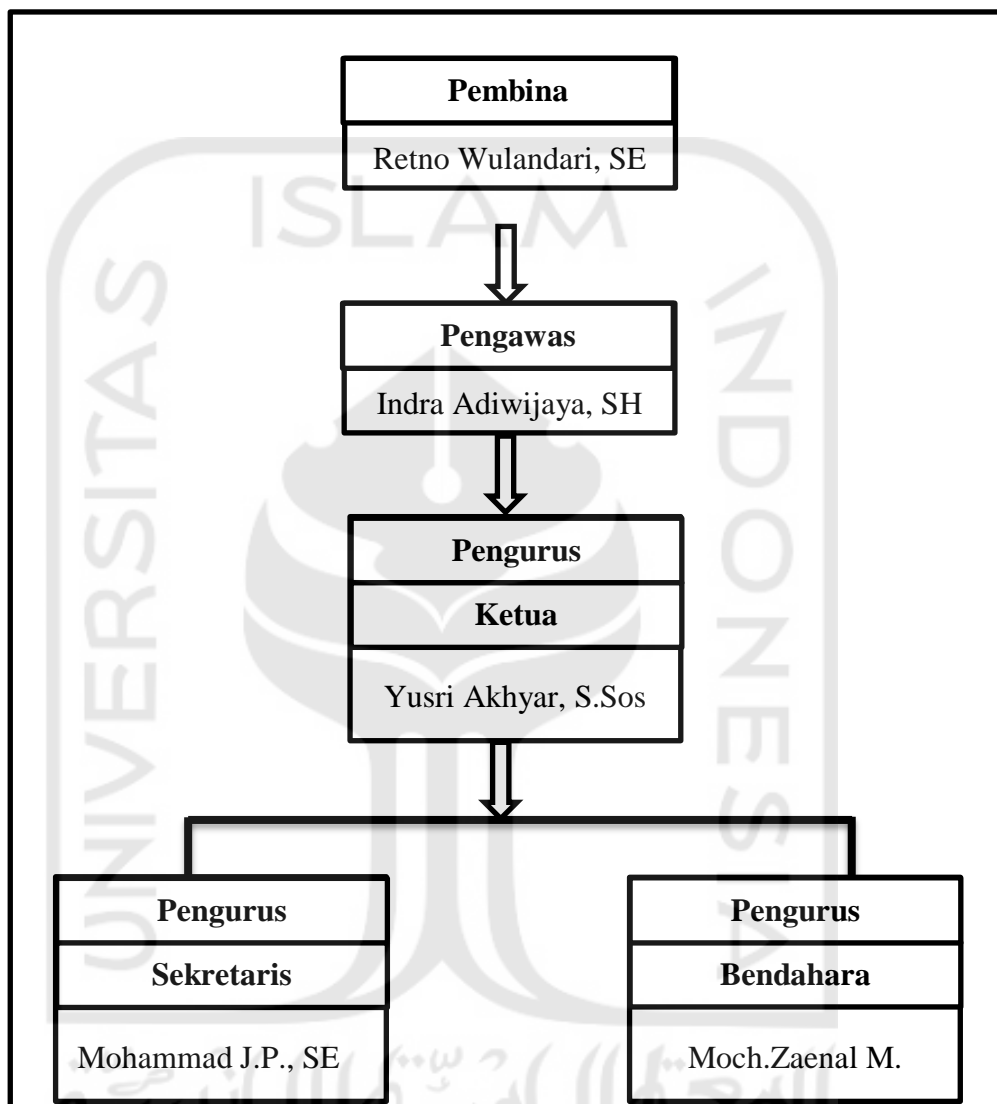 Pembina
Retno Wulandari, SE
ISLAM
UNIVERSITAS
INDONESIA
Pengawas
Indra Adiwijaya, SH
Pengurus
Ketua
Yusri Akhyar, S.Sos
Pengurus
Sekretaris
Mohammad J.P., SE
Pengurus
Bendahara
Moch.Zaenal M.